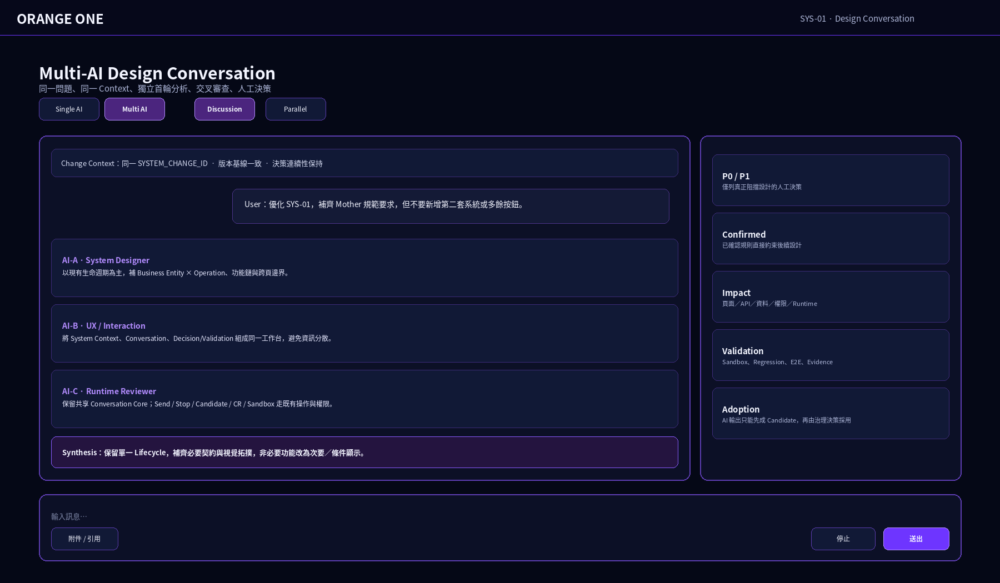 ORANGE ONE
SYS-01 · Design Conversation
Multi-AI Design Conversation
同一問題、同一 Context、獨立首輪分析、交叉審查、人工決策
Single AI
Multi AI
Discussion
Parallel
Change Context：同一 SYSTEM_CHANGE_ID · 版本基線一致 · 決策連續性保持
User：優化 SYS-01，補齊 Mother 規範要求，但不要新增第二套系統或多餘按鈕。
AI-A · System Designer
以現有生命週期為主，補 Business Entity × Operation、功能鏈與跨頁邊界。
AI-B · UX / Interaction
將 System Context、Conversation、Decision/Validation 組成同一工作台，避免資訊分散。
AI-C · Runtime Reviewer
保留共享 Conversation Core；Send / Stop / Candidate / CR / Sandbox 走既有操作與權限。
Synthesis：保留單一 Lifecycle，補齊必要契約與視覺拓撲，非必要功能改為次要／條件顯示。
P0 / P1
僅列真正阻擋設計的人工決策
Confirmed
已確認規則直接約束後續設計
Impact
頁面／API／資料／權限／Runtime
Validation
Sandbox、Regression、E2E、Evidence
Adoption
AI 輸出只能先成 Candidate，再由治理決策採用
輸入訊息⋯
附件 / 引用
停止
送出